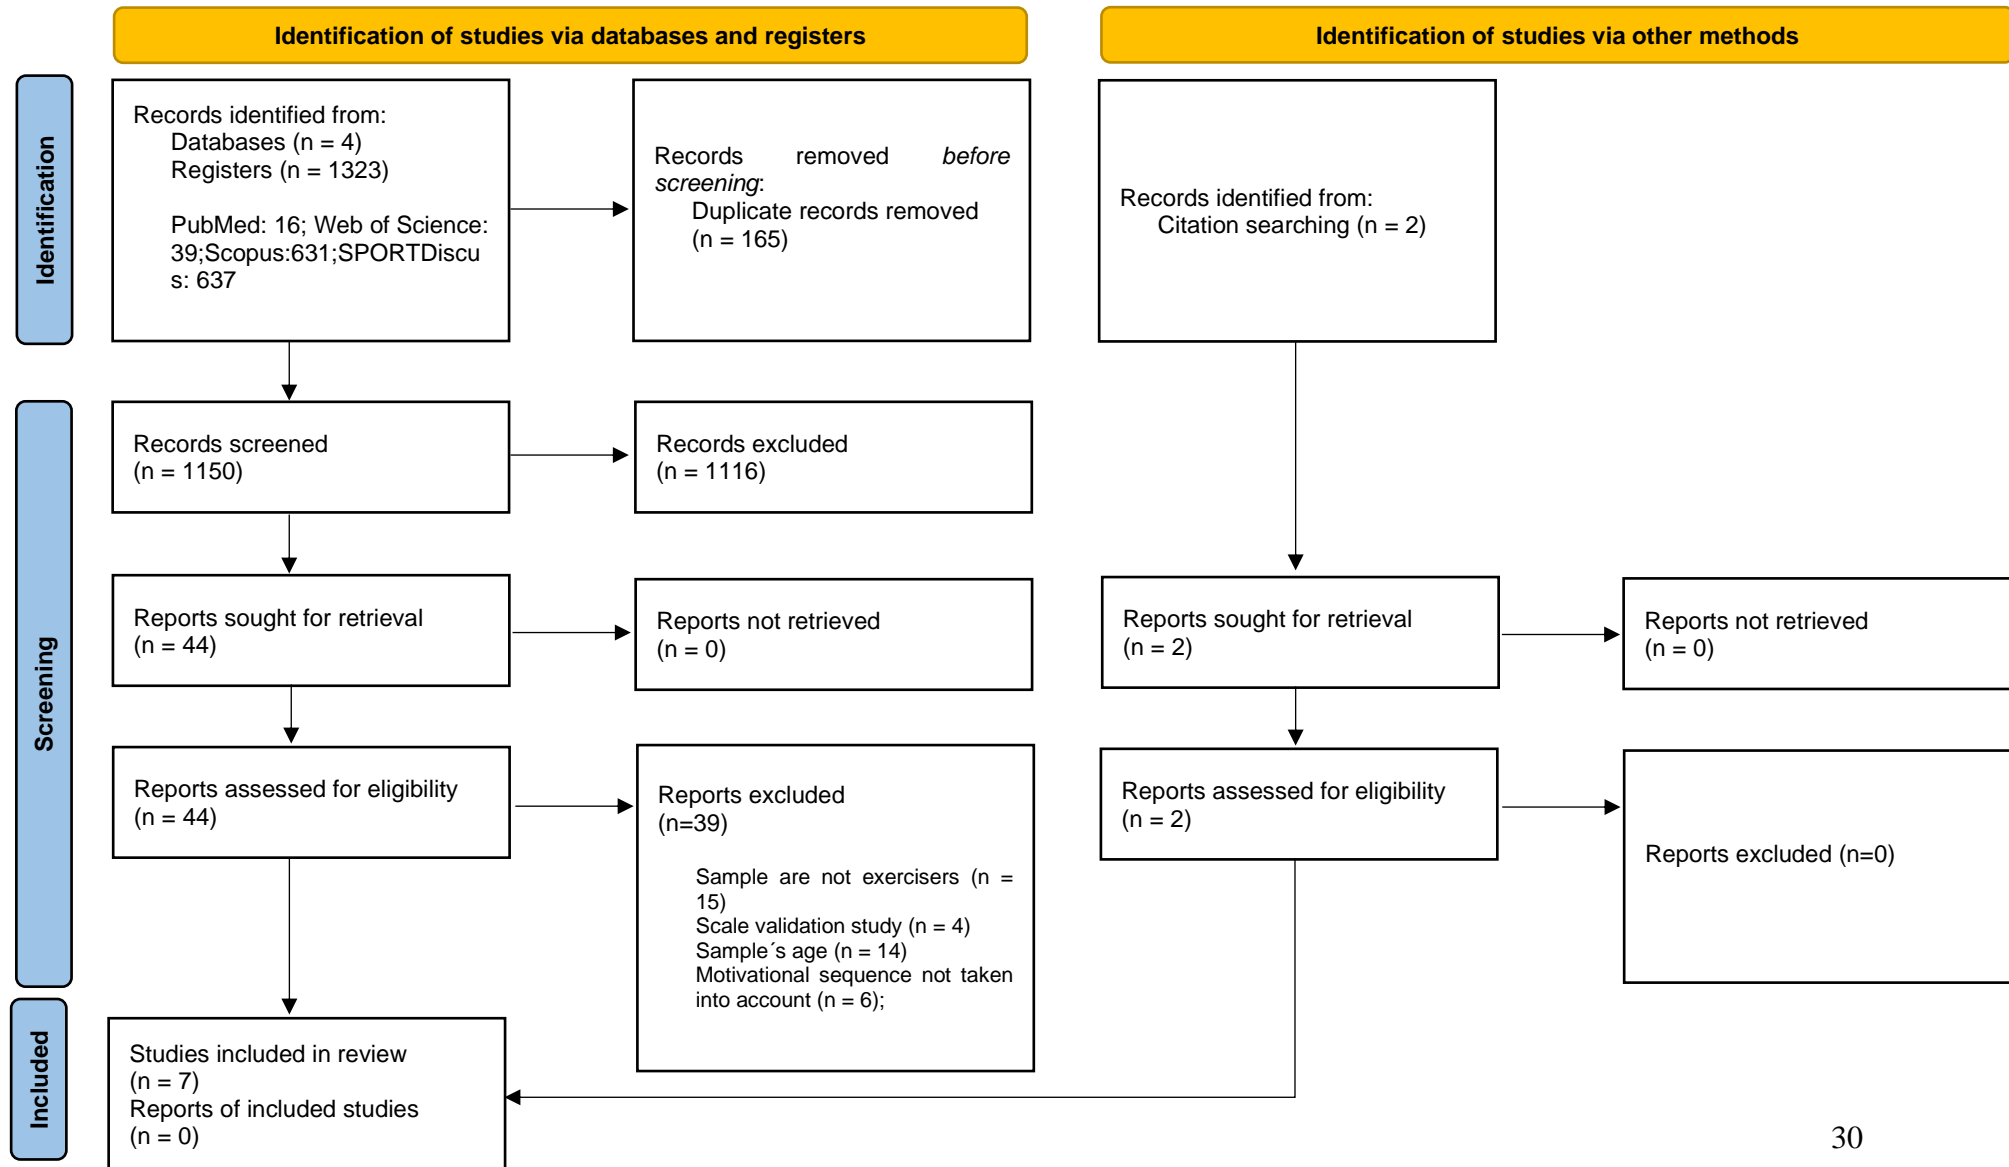 Identification of studies via databases and registers
Identification of studies via other methods
Identification
Records identified from:
Databases (n = 4)
Registers (n = 1323)
PubMed: 16; Web of Science:
39;Scopus:631;SPORTDiscu
s: 637
Records removed before
screening:
Duplicate records removed
(n = 165)
Records identified from:
Citation searching (n = 2)
Screening
Records screened
(n = 1150)
Records excluded
(n = 1116)
Reports sought for retrieval
(n = 44)
Reports not retrieved
(n = 0)
Reports sought for retrieval
(n = 2)
Reports not retrieved
(n = 0)
Reports assessed for eligibility
(n = 44)
Reports excluded
(n=39)
Sample are not exercisers (n =
15)
Scale validation study (n = 4)
Sample´s age (n = 14)
Motivational sequence not taken
into account (n = 6);
Reports assessed for eligibility
(n = 2)
Reports excluded (n=0)
Included
Studies included in review
(n = 7)
Reports of included studies
(n = 0)
30